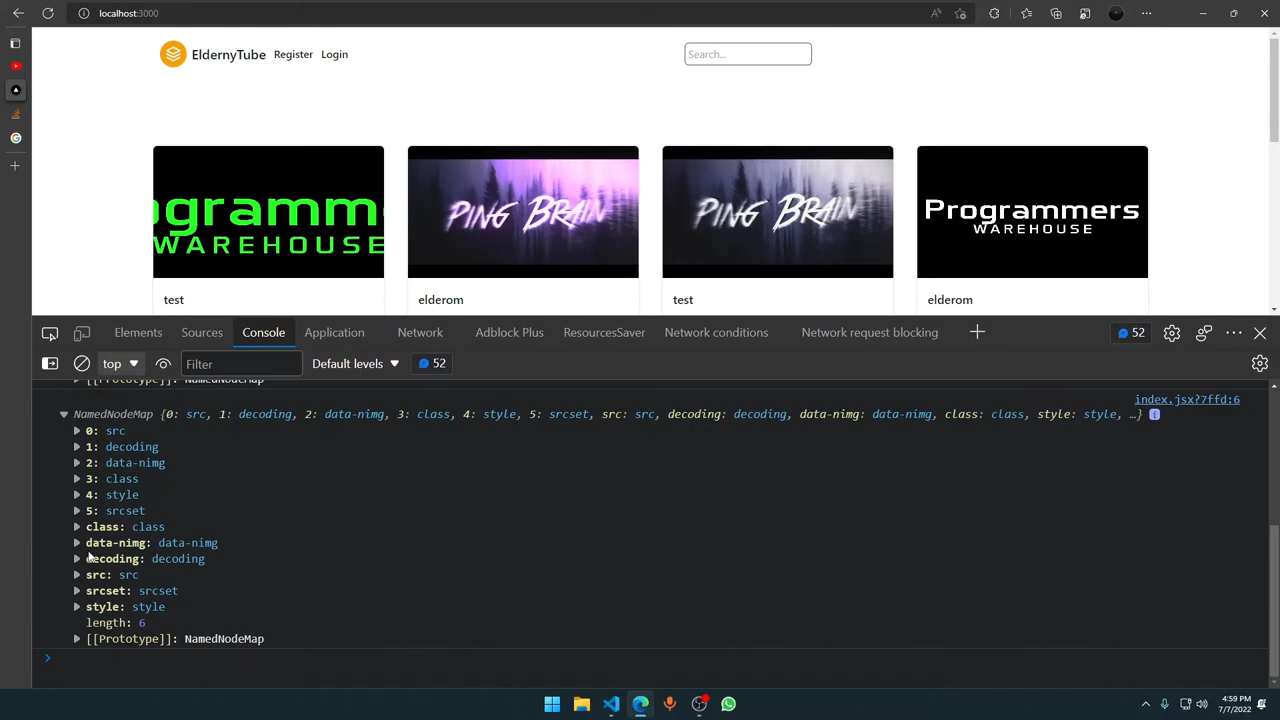 localhost:3000
EldernyTube Register Login
Search...
ogramm
WAREHOUSE
PING BRAIN
PING BRAIN
Programmers
WAREHOUSE
test
elderom
test
elderom
Elements Sources Console Application Network Adblock Plus ResourcesSaver Network conditions Network request blocking 52
top Filter Default levels 52
[[Prototype]]: NamedNodeMap
index.jsx?7ffd:6
NamedNodeMap {0: src, 1: decoding, 2: data-nimg, 3: class, 4: style, 5: srcset, src: src, decoding: decoding, data-nimg: data-nimg, class: class, style: style, …}
0: src
1: decoding
2: data-nimg
3: class
4: style
5: srcset
class: class
data-nimg: data-nimg
decoding: decoding
src: src
srcset: srcset
style: style
length: 6
[[Prototype]]: NamedNodeMap
4:59 PM
7/7/2022